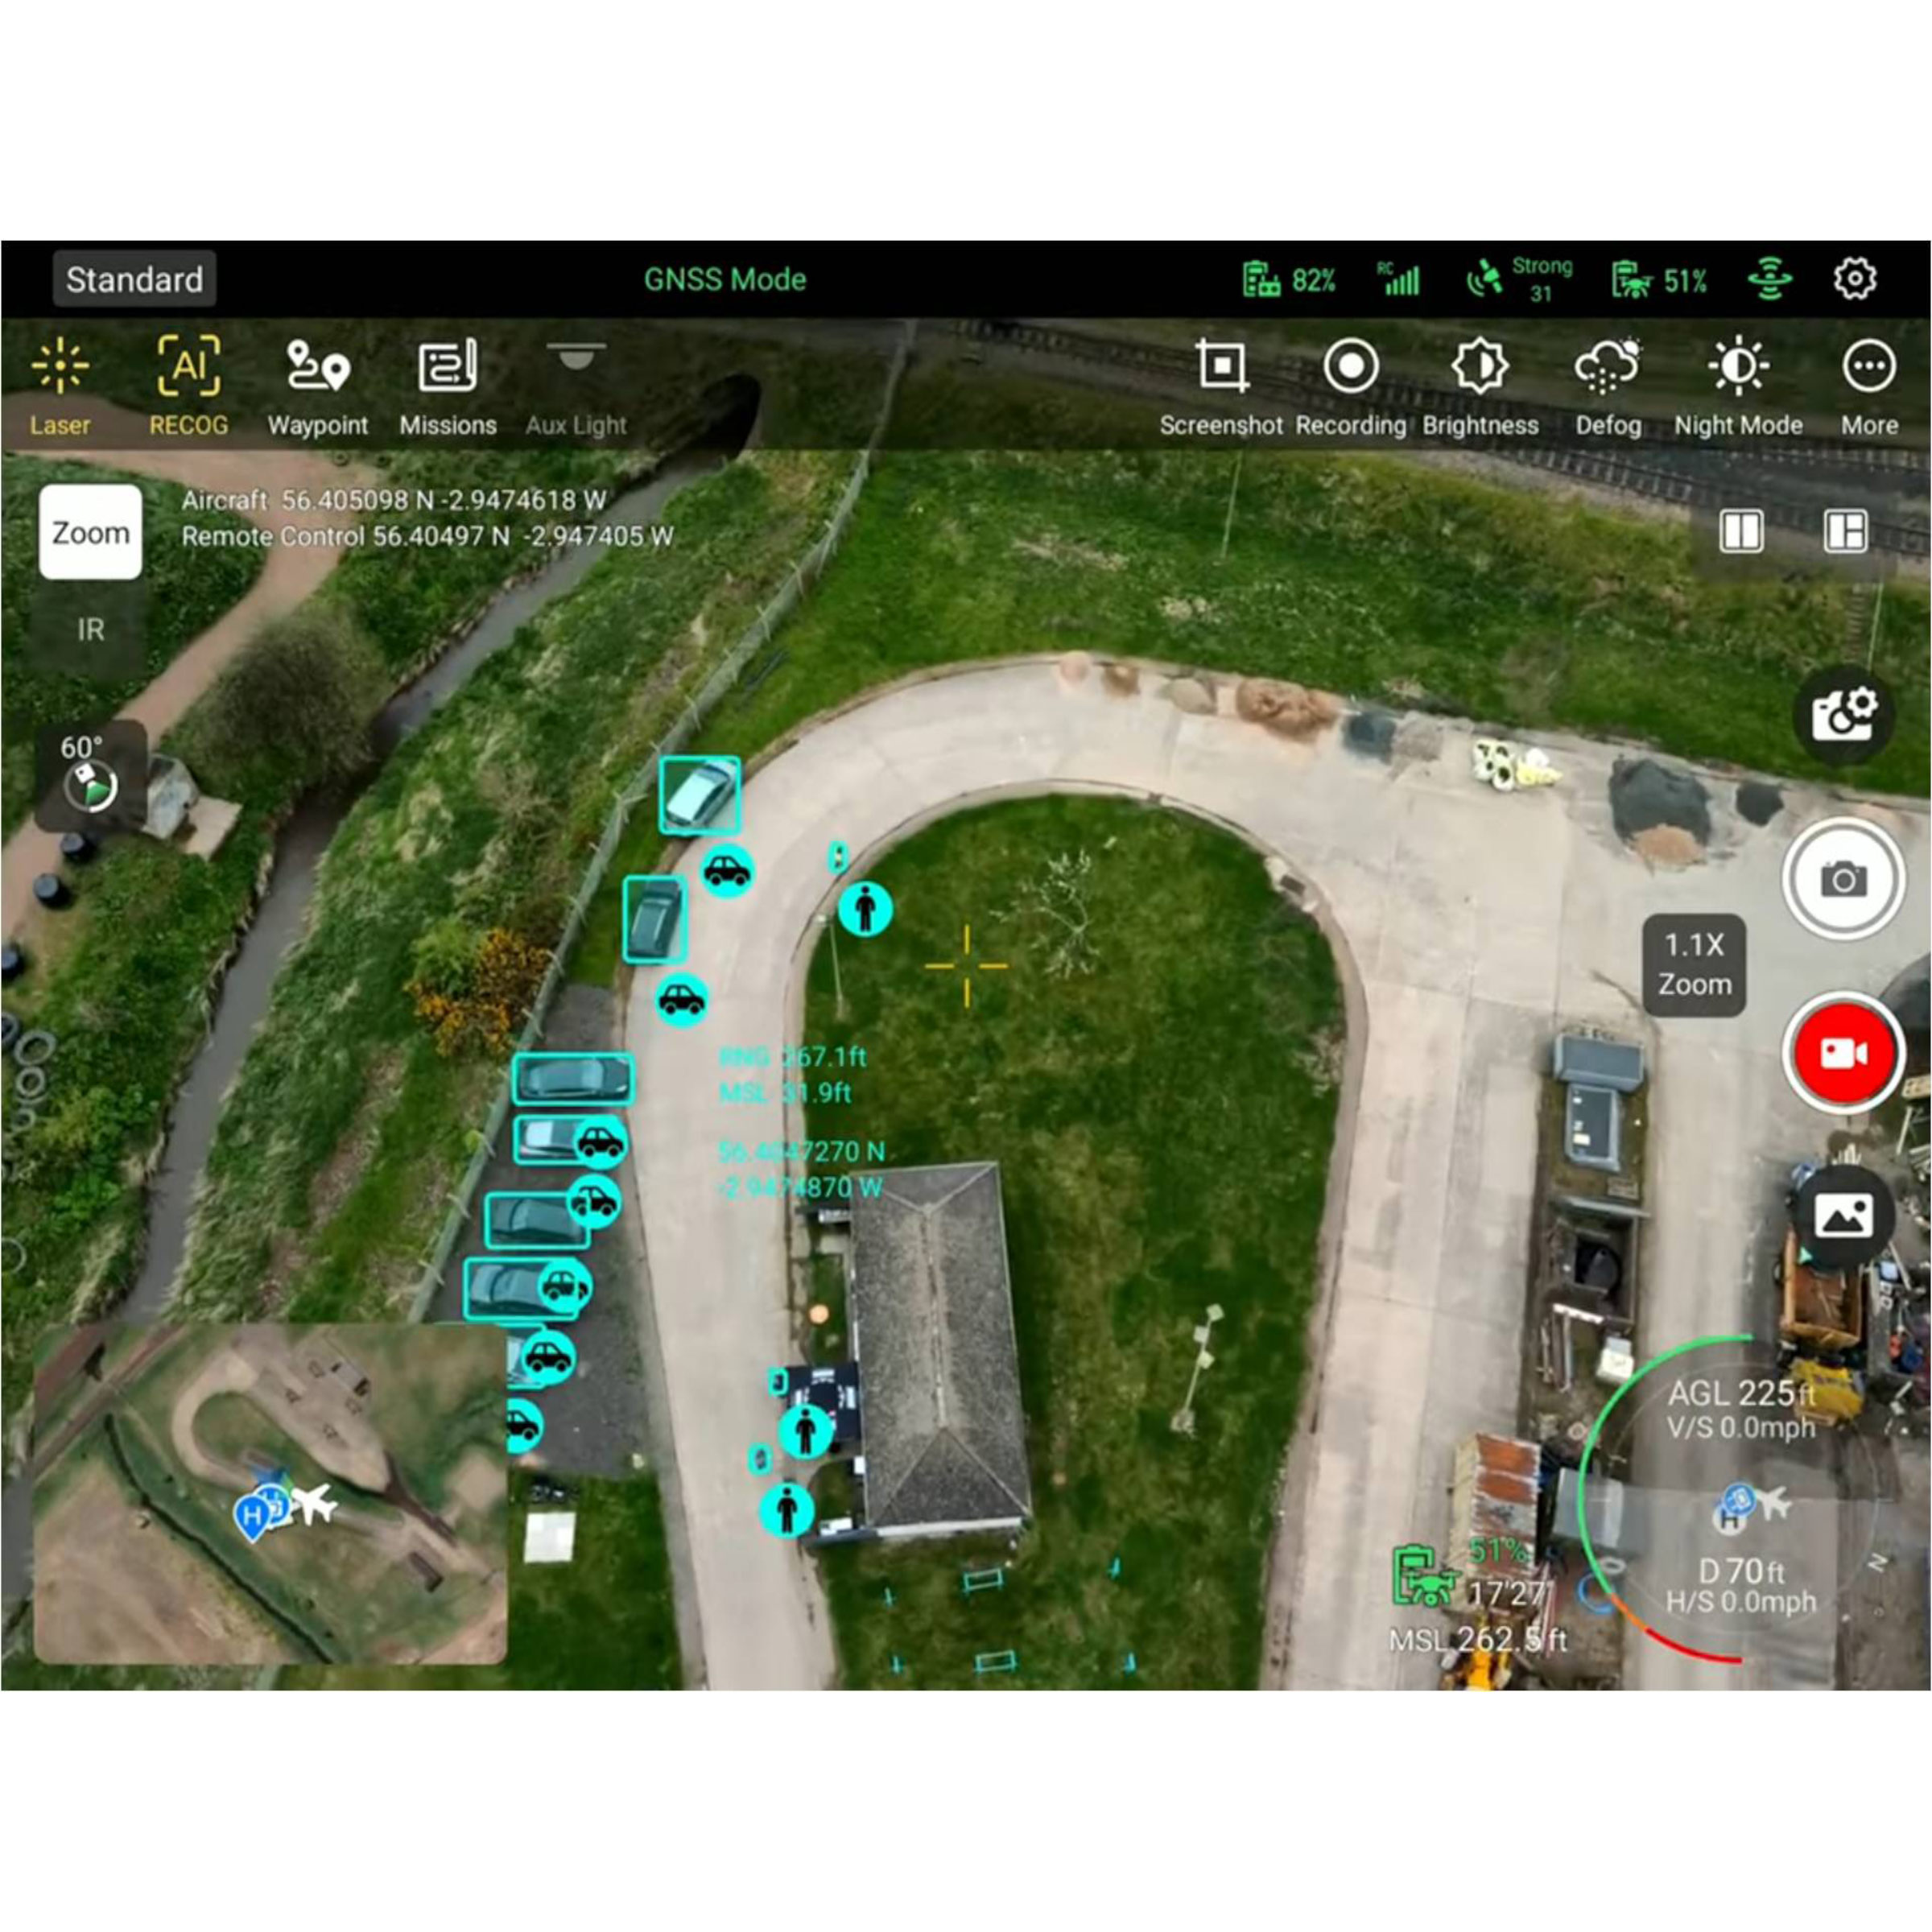 Standard
GNSS Mode
82%
RC
Strong
31
51%
Laser
AI
RECOG
Waypoint
Missions
Aux Light
Screenshot
Recording
Brightness
Defog
Night Mode
More
Zoom
Aircraft 56.405098 N -2.9474618 W
Remote Control 56.40497 N -2.947405 W
IR
60°
1.1X
Zoom
RNG 267.1ft
MSL 31.9ft
56.4047270 N
-2.9474870 W
AGL 225ft
V/S 0.0mph
H
H
D 70ft
H/S 0.0mph
N
51%
17'27"
MSL 262.5ft